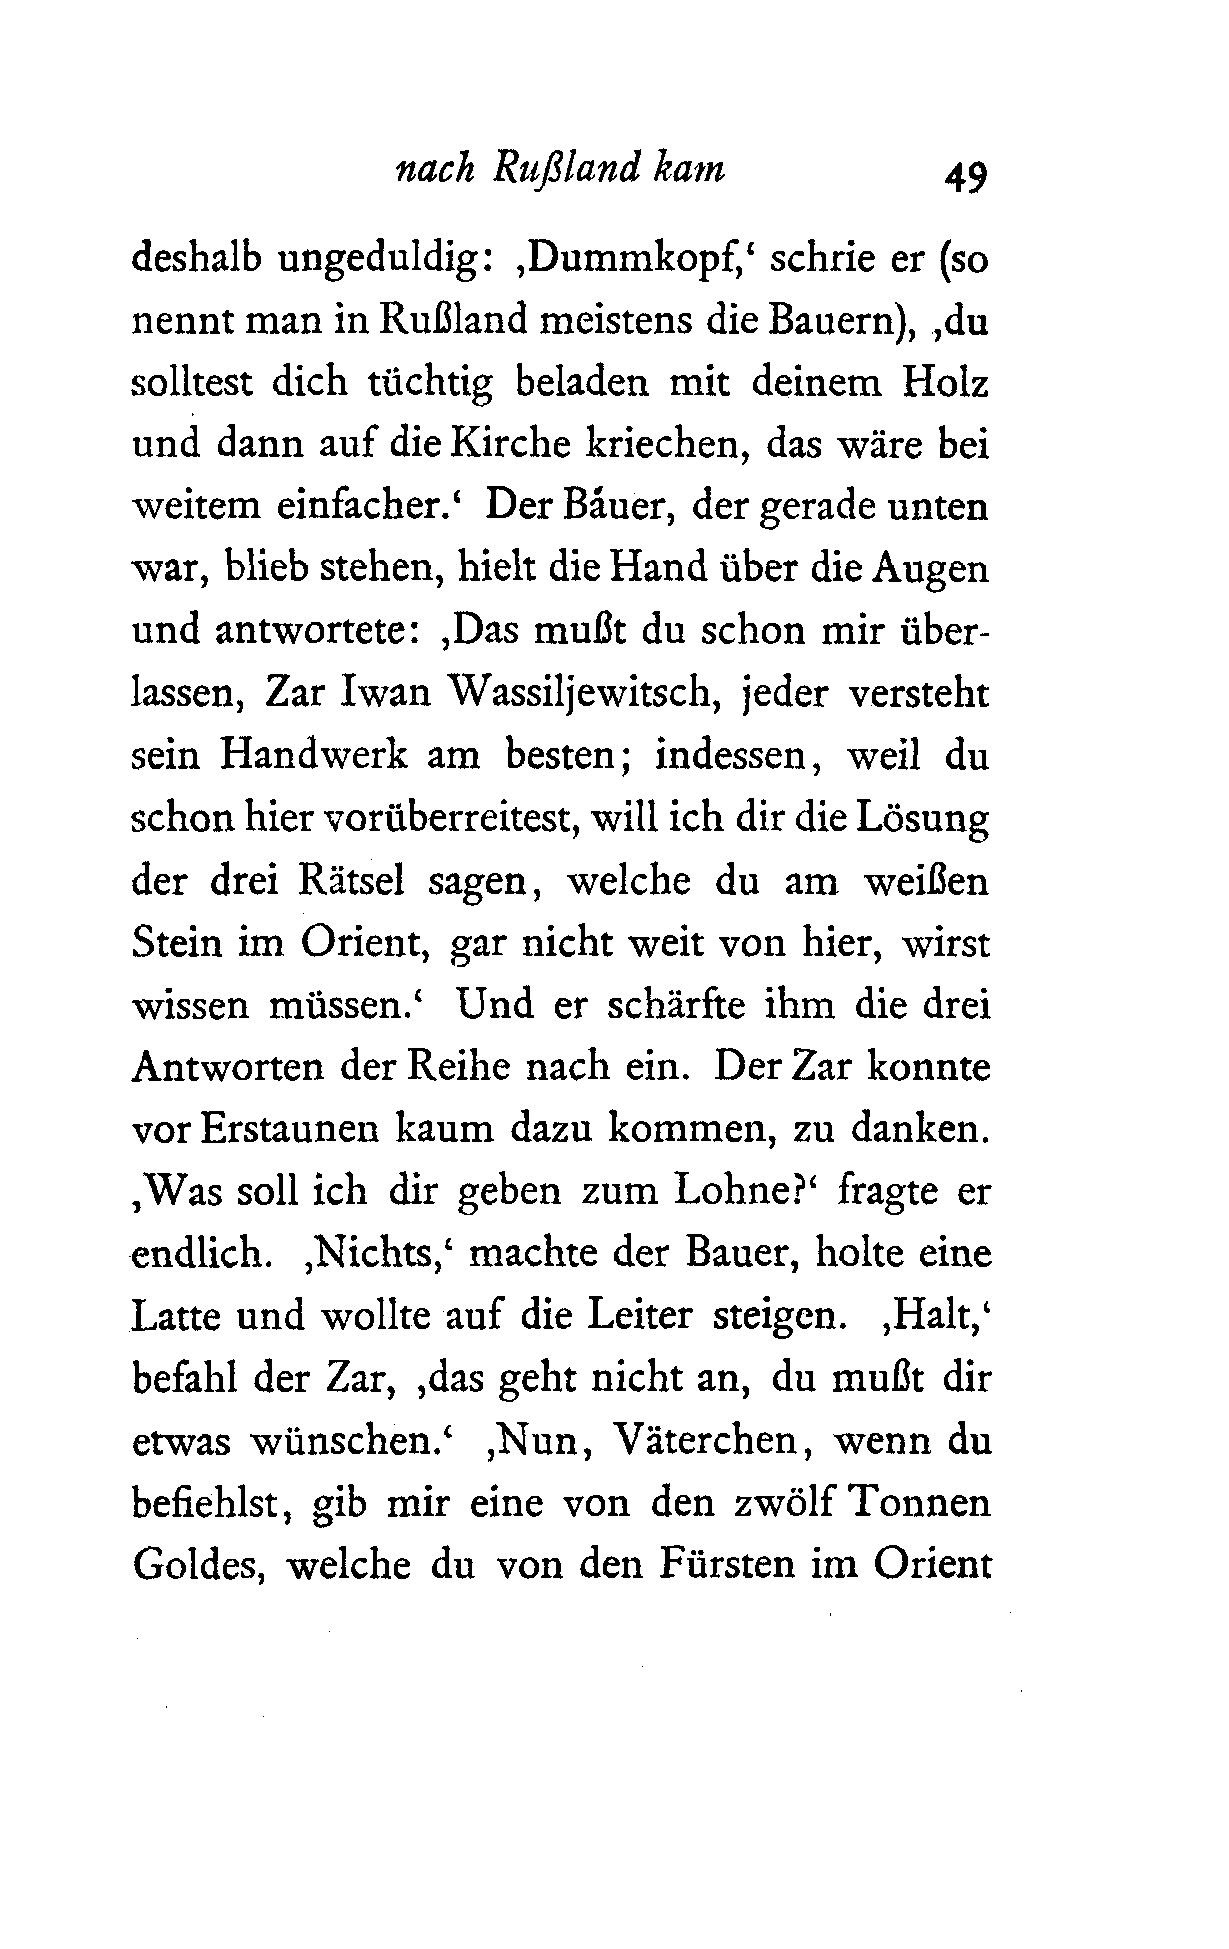 nach Rußland kam 49
deshalb ungeduldig: ‚Dummkopf,‘ schrie er (so
nennt man in Rußland meistens die Bauern), ‚du
solltest dich tüchtig beladen mit deinem Holz
und dann auf die Kirche kriechen, das wäre bei
weitem einfacher.‘ Der Bauer, der gerade unten
war, blieb stehen, hielt die Hand über die Augen
und antwortete: ‚Das mußt du schon mir über-
lassen, Zar Iwan Wassiljewitsch, jeder versteht
sein Handwerk am besten; indessen, weil du
schon hier vorüberreitest, will ich dir die Lösung
der drei Rätsel sagen, welche du am weißen
Stein im Orient, gar nicht weit von hier, wirst
wissen müssen.‘ Und er schärfte ihm die drei
Antworten der Reihe nach ein. Der Zar konnte
vor Erstaunen kaum dazu kommen, zu danken.
‚Was soll ich dir geben zum Lohne?‘ fragte er
endlich. ‚Nichts,‘ machte der Bauer, holte eine
Latte und wollte auf die Leiter steigen. ‚Halt,‘
befahl der Zar, ‚das geht nicht an, du mußt dir
etwas wünschen.‘ ‚Nun, Väterchen, wenn du
befiehlst, gib mir eine von den zwölf Tonnen
Goldes, welche du von den Fürsten im Orient